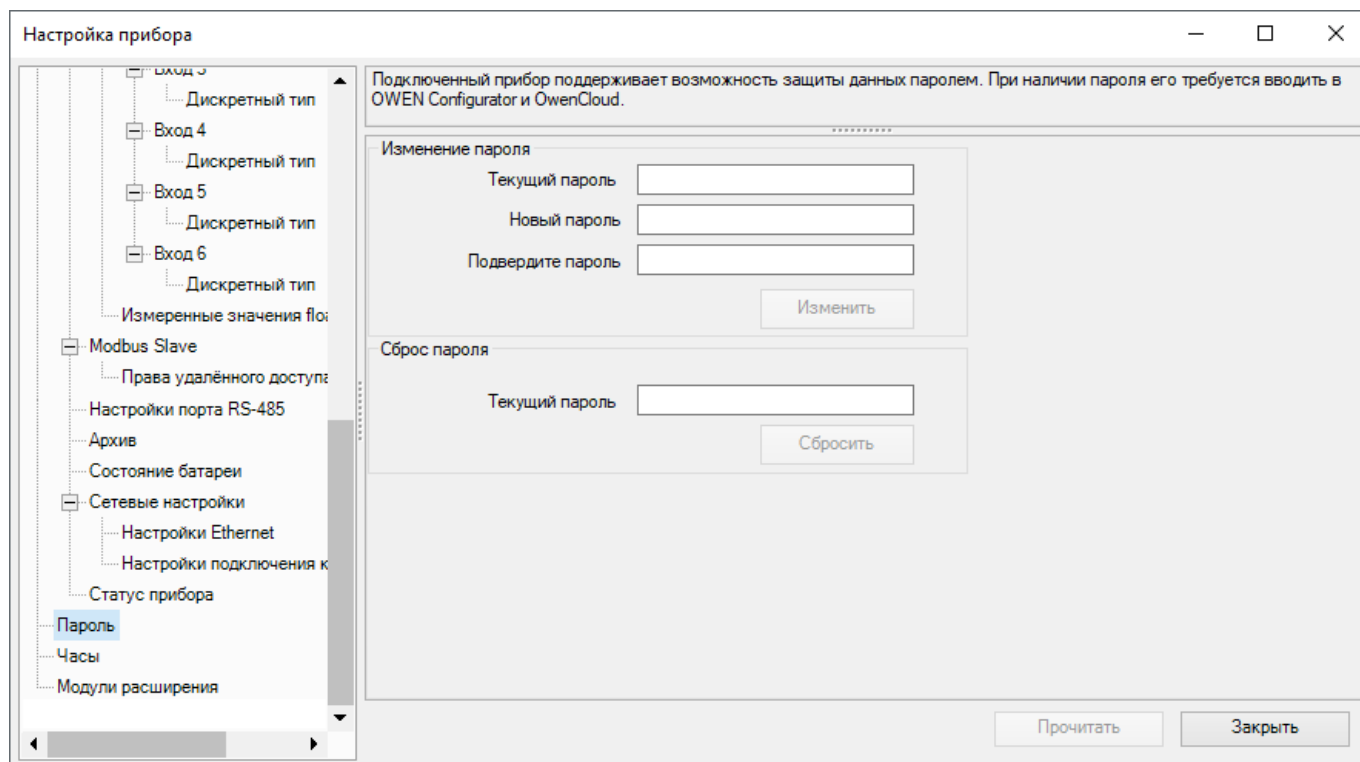 Настройка прибора
Вход 3
Дискретный тип
Вход 4
Дискретный тип
Вход 5
Дискретный тип
Вход 6
Дискретный тип
Измеренные значения floa
Modbus Slave
Права удалённого доступа
Настройки порта RS-485
Архив
Состояние батареи
Сетевые настройки
Настройки Ethernet
Настройки подключения к
Статус прибора
Пароль
Часы
Модули расширения
Подключенный прибор поддерживает возможность защиты данных паролем. При наличии пароля его требуется вводить в
OWEN Configurator и OwenCloud.
Изменение пароля
Текущий пароль
Новый пароль
Подвердите пароль
Изменить
Сброс пароля
Текущий пароль
Сбросить
Прочитать
Закрыть